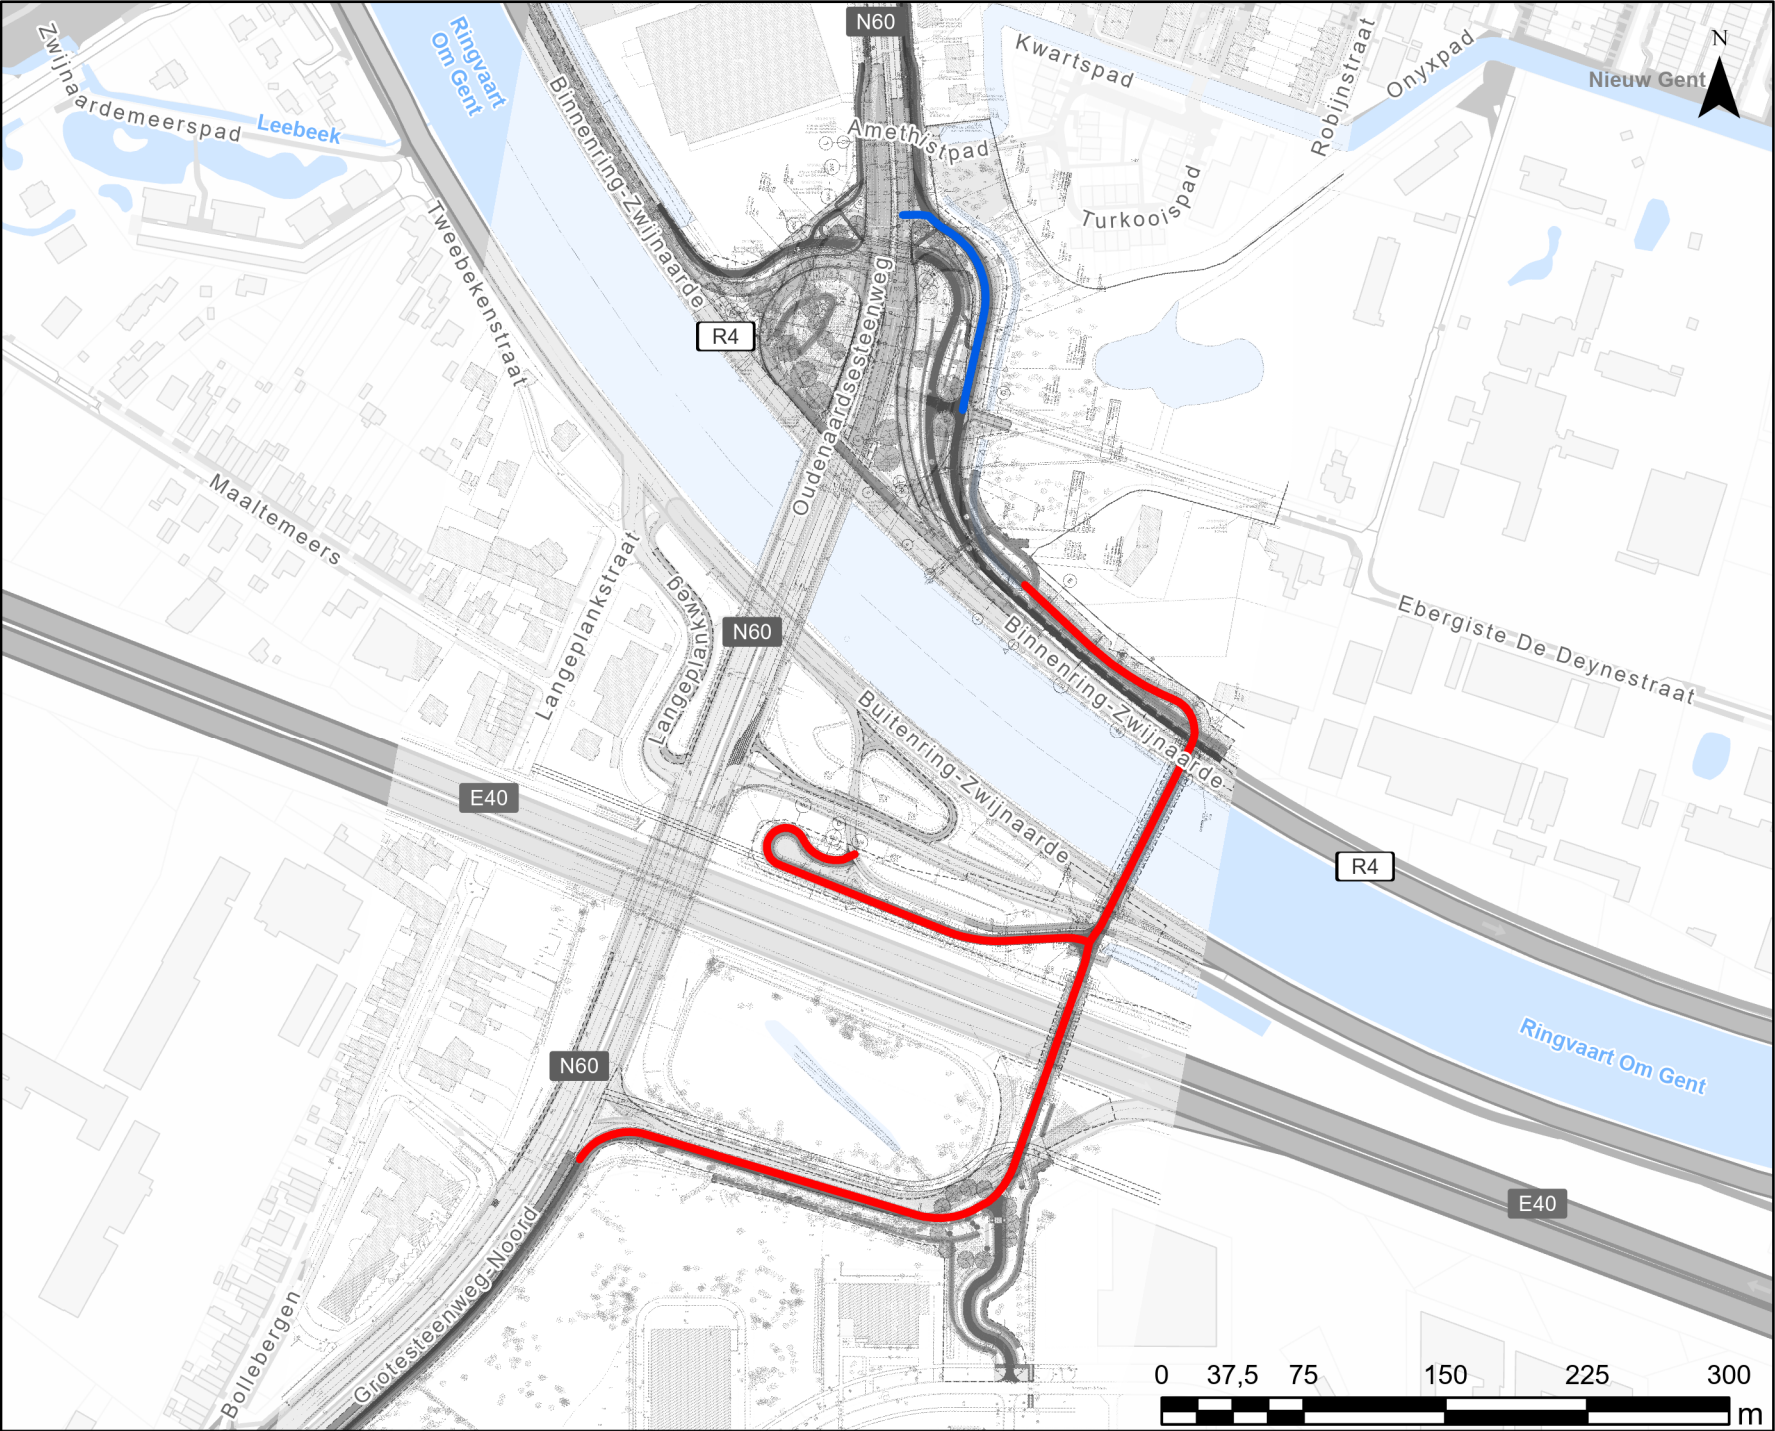 N60
N
Zwijnaardemeerspad
Leebeek
Ringvaart
Om Gent
Binnenring-Zwijnaarde
Kwartspad
Robijnstraat
Onyxpad
Nieuw Gent
Amethistpad
Turkooispad
Tweebekenstraat
R4
Oudenaardsesteenweg
Maaltemeers
Langeplankstraat
Langeplankweg
N60
Binnenring-Zwijnaarde
Ebergiste De Deynestraat
Buitenring-Zwijnaarde
E40
R4
Ringvaart Om Gent
N60
E40
Grotesteenweg-Noord
Bollebergen
0 37,5 75 150 225 300
m